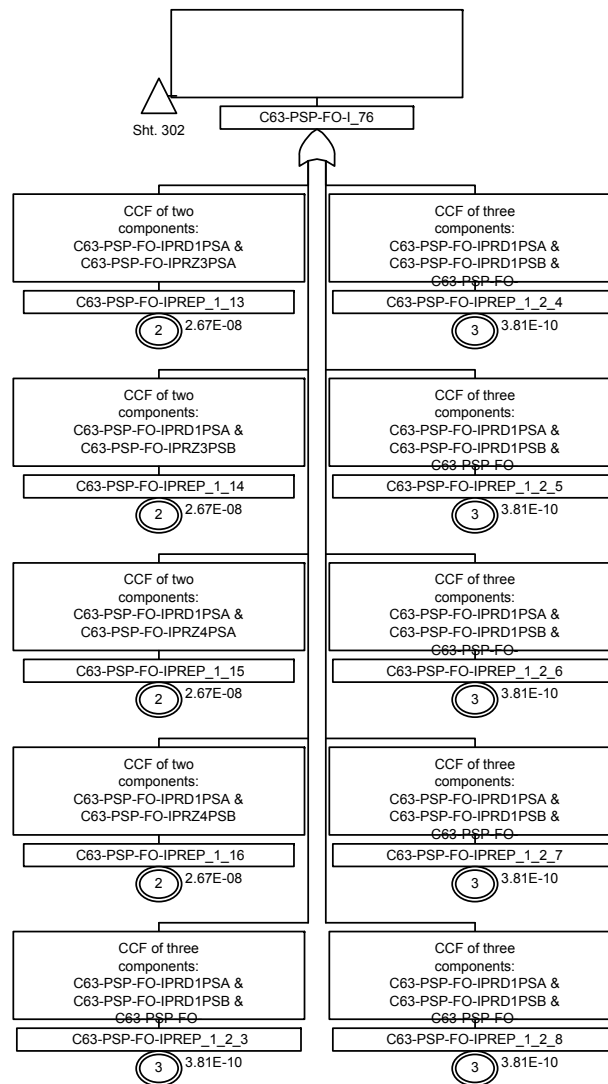 Sht. 302
C63-PSP-FO-I_76
CCF of two
components:
C63-PSP-FO-IPRD1PSA &
C63-PSP-FO-IPRZ3PSA
C63-PSP-FO-IPREP_1_13
2
2.67E-08
CCF of three
components:
C63-PSP-FO-IPRD1PSA &
C63-PSP-FO-IPRD1PSB &
C63-PSP-FO-
C63-PSP-FO-IPREP_1_2_4
3
3.81E-10
CCF of two
components:
C63-PSP-FO-IPRD1PSA &
C63-PSP-FO-IPRZ3PSB
C63-PSP-FO-IPREP_1_14
2
2.67E-08
CCF of three
components:
C63-PSP-FO-IPRD1PSA &
C63-PSP-FO-IPRD1PSB &
C63-PSP-FO-
C63-PSP-FO-IPREP_1_2_5
3
3.81E-10
CCF of two
components:
C63-PSP-FO-IPRD1PSA &
C63-PSP-FO-IPRZ4PSA
C63-PSP-FO-IPREP_1_15
2
2.67E-08
CCF of three
components:
C63-PSP-FO-IPRD1PSA &
C63-PSP-FO-IPRD1PSB &
C63-PSP-FO-
C63-PSP-FO-IPREP_1_2_6
3
3.81E-10
CCF of two
components:
C63-PSP-FO-IPRD1PSA &
C63-PSP-FO-IPRZ4PSB
C63-PSP-FO-IPREP_1_16
2
2.67E-08
CCF of three
components:
C63-PSP-FO-IPRD1PSA &
C63-PSP-FO-IPRD1PSB &
C63-PSP-FO-
C63-PSP-FO-IPREP_1_2_7
3
3.81E-10
CCF of three
components:
C63-PSP-FO-IPRD1PSA &
C63-PSP-FO-IPRD1PSB &
C63-PSP-FO-
C63-PSP-FO-IPREP_1_2_3
3
3.81E-10
CCF of three
components:
C63-PSP-FO-IPRD1PSA &
C63-PSP-FO-IPRD1PSB &
C63-PSP-FO-
C63-PSP-FO-IPREP_1_2_8
3
3.81E-10